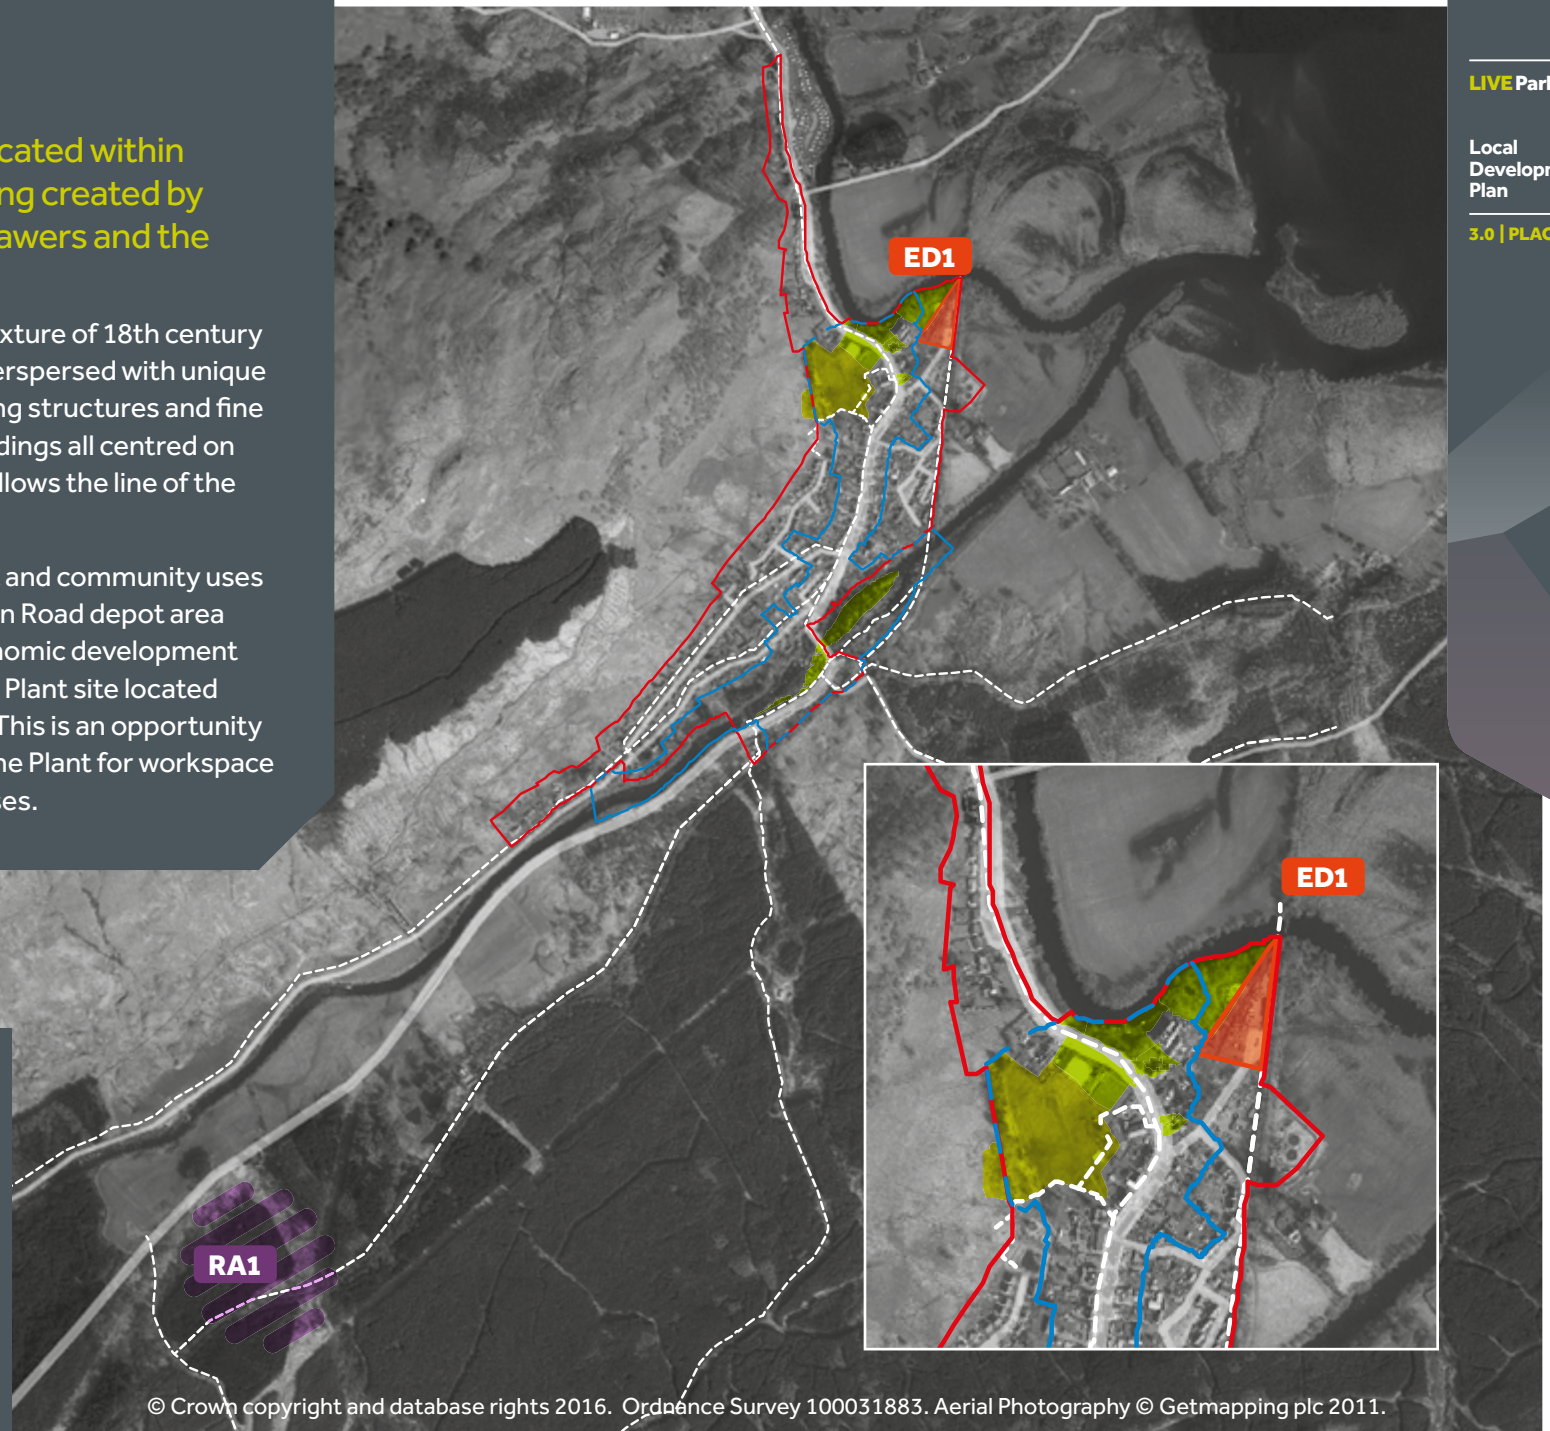 cated within
ng created by
awers and the
xture of 18th century
erspersed with unique
ng structures and fine
dings all centred on
llows the line of the
and community uses
n Road depot area
nomic development
Plant site located
This is an opportunity
ne Plant for workspace
ses.
LIVE Park
Local
Developm
Plan
3.0 | PLAC
ED1
ED1
RA1
© Crown copyright and database rights 2016. Ordnance Survey 100031883. Aerial Photography © Getmapping plc 2011.